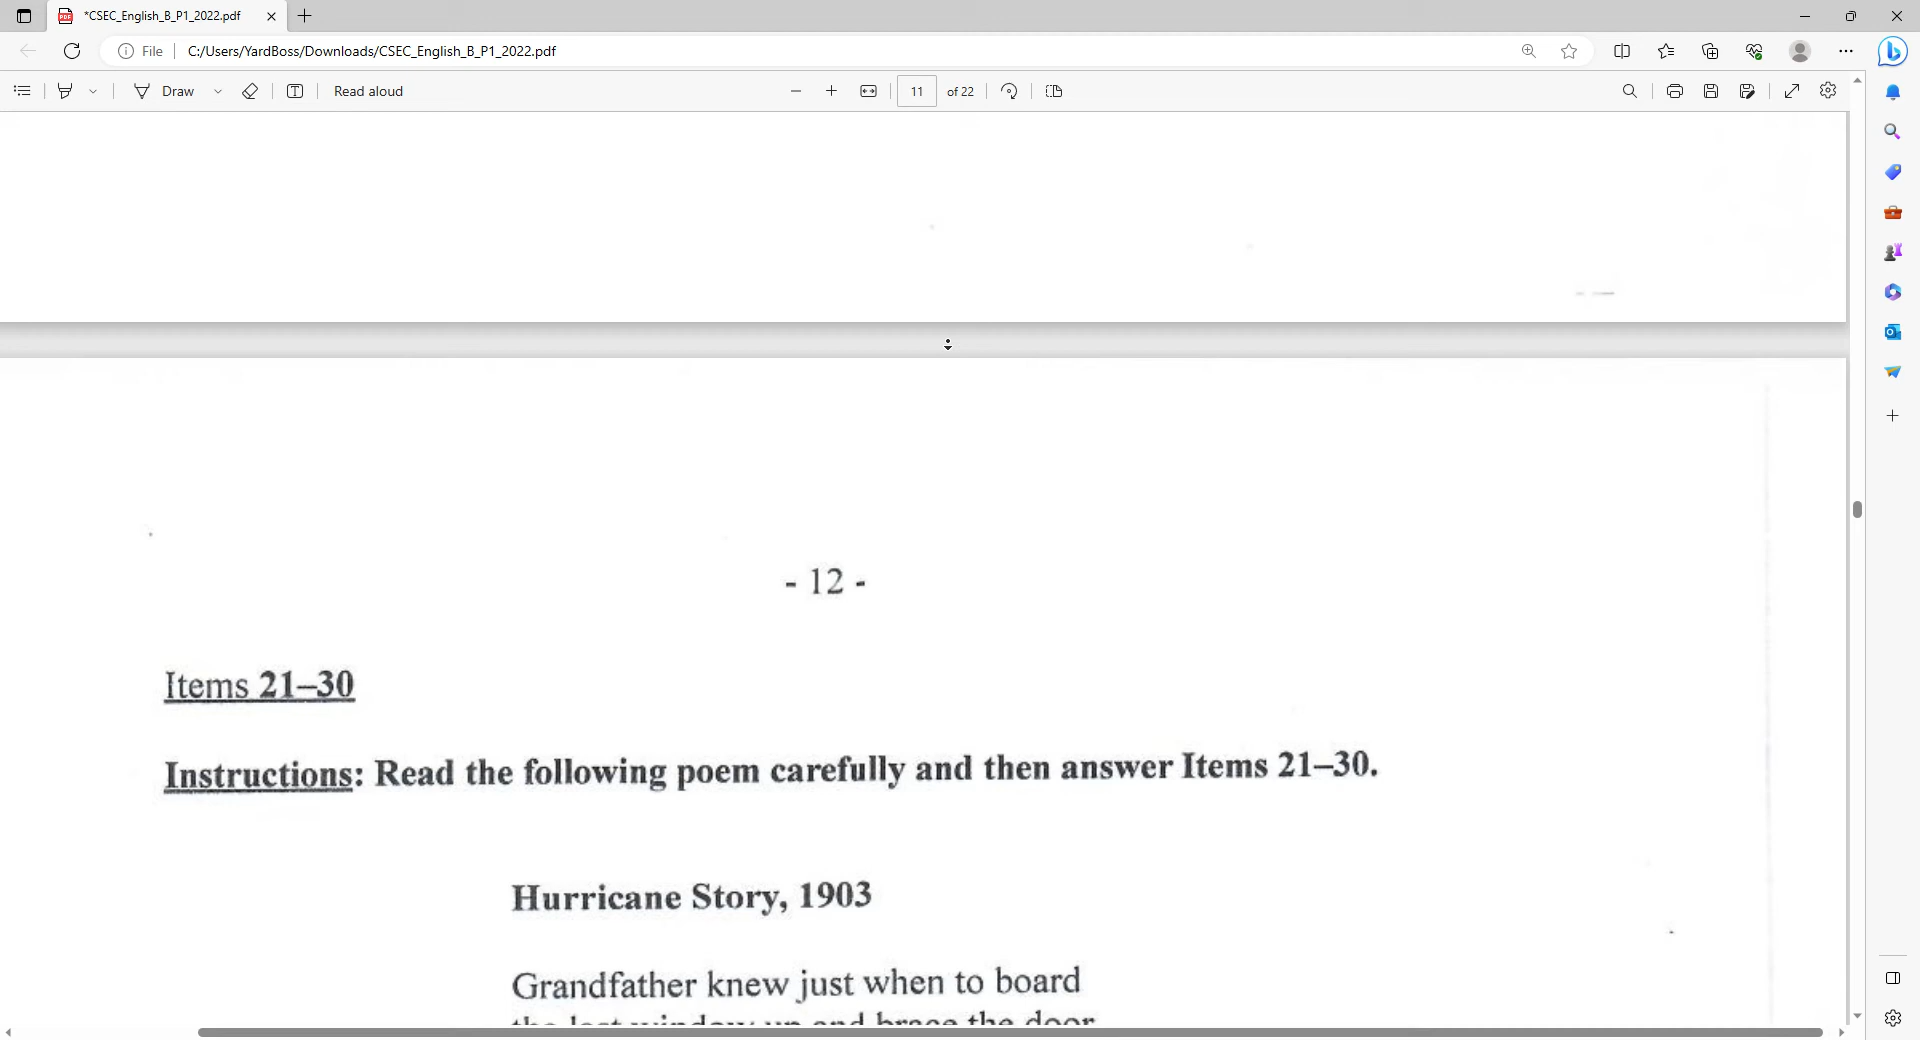 *CSEC_English_B_P1_2022.pdf
File C:/Users/YardBoss/Downloads/CSEC_English_B_P1_2022.pdf
Draw Read aloud 11 of 22
- 12 -
Items 21–30
Instructions: Read the following poem carefully and then answer Items 21–30.
Hurricane Story, 1903
Grandfather knew just when to board
the last window up and brace the door